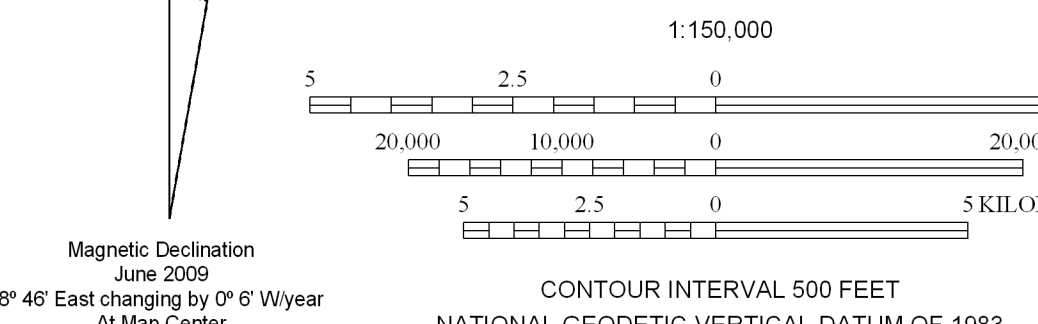 1:150,000
5 2.5 0
20,000 10,000 0 20,00
5 2.5 0 5 KILO
Magnetic Declination
June 2009
8º 46' East changing by 0º 6' W/year
At Map Center
CONTOUR INTERVAL 500 FEET
NATIONAL GEODETIC VERTICAL DATUM OF 1983